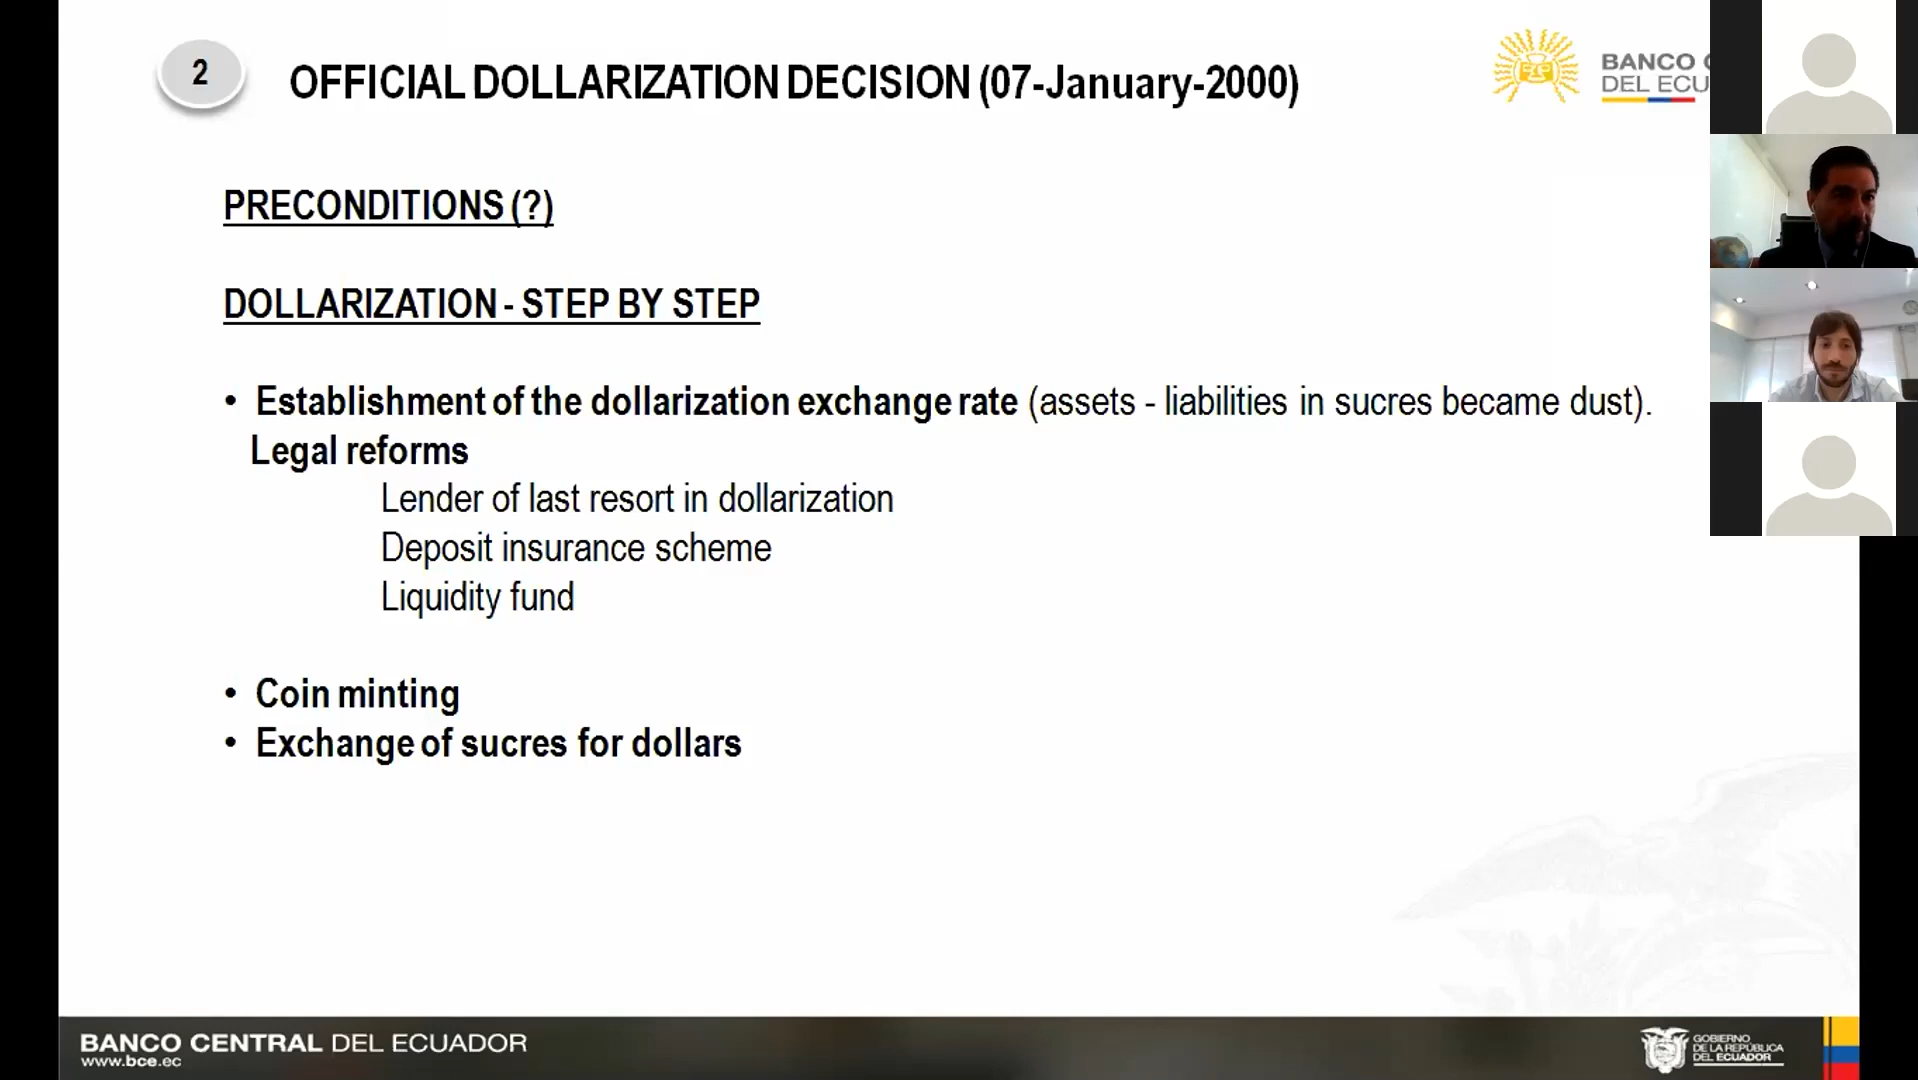 2
OFFICIAL DOLLARIZATION DECISION (07-January-2000)
BANCO
DEL ECU
PRECONDITIONS (?)
DOLLARIZATION - STEP BY STEP
• Establishment of the dollarization exchange rate (assets - liabilities in sucres became dust).
Legal reforms
Lender of last resort in dollarization
Deposit insurance scheme
Liquidity fund
• Coin minting
• Exchange of sucres for dollars
BANCO CENTRAL DEL ECUADOR
www.bce.ec
GOBIERNO
DE LA REPÚBLICA
DEL ECUADOR